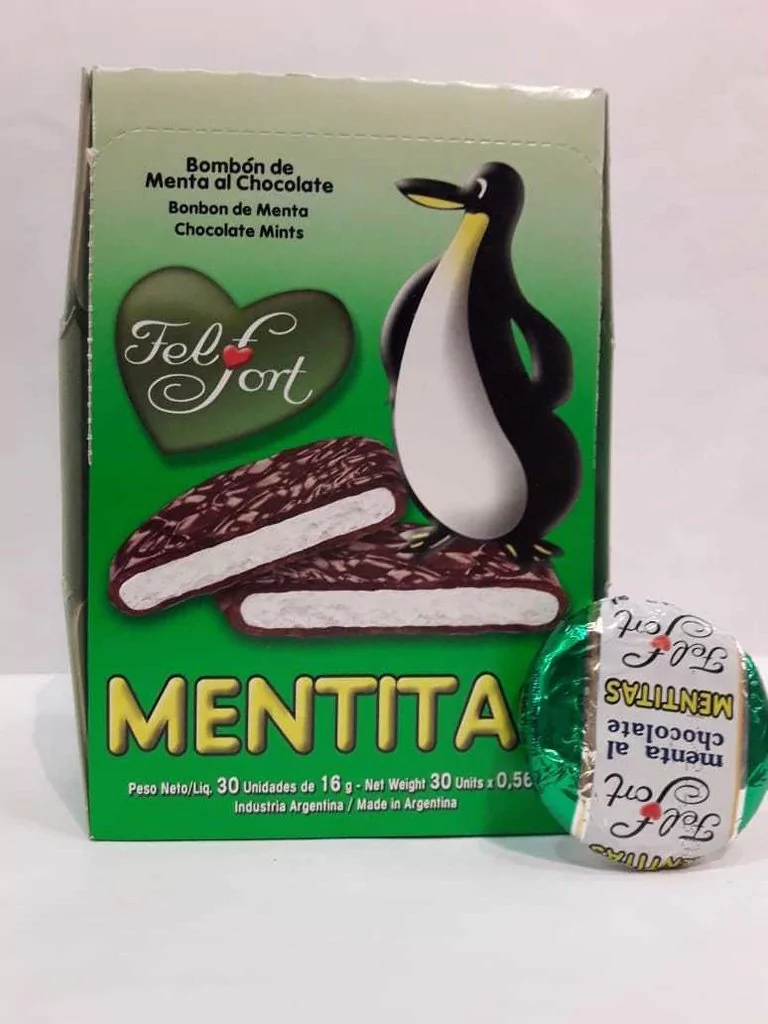 Bombón de
Menta al Chocolate
Bonbon de Menta
Chocolate Mints
Fel Fort
MENTITA
Peso Neto/Liq. 30 Unidades de 16 g - Net Weight 30 Units x 0,56
Industria Argentina / Made in Argentina
Fel Fort
MENTITAS
menta al
chocolate
Fel Fort
MENTITAS